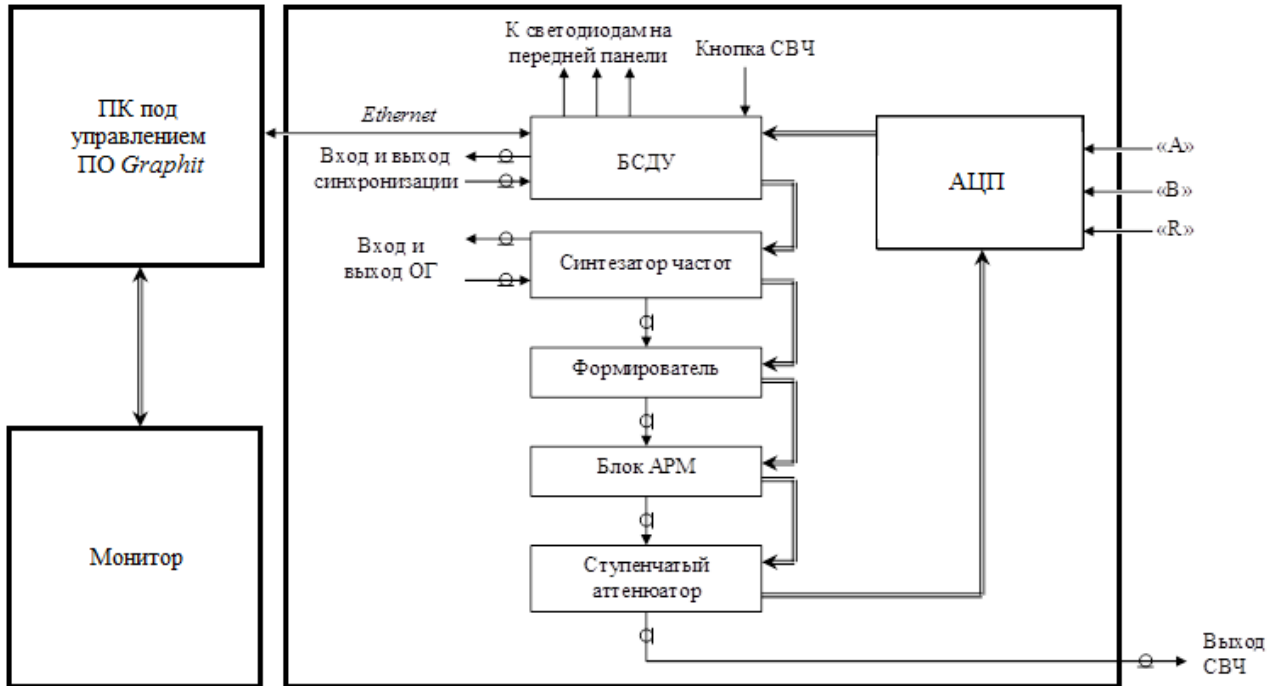 К светодиодам на
передней панели
Кнопка СВЧ
ПК под
управлением
ПО Graphit
Ethernet
Вход и выход
синхронизации
БСДУ
АЦП
«А»
«В»
«R»
Вход и
выход ОГ
Синтезатор частот
Формирователь
Блок АРМ
Монитор
Ступенчатый
аттенюатор
Выход
СВЧ